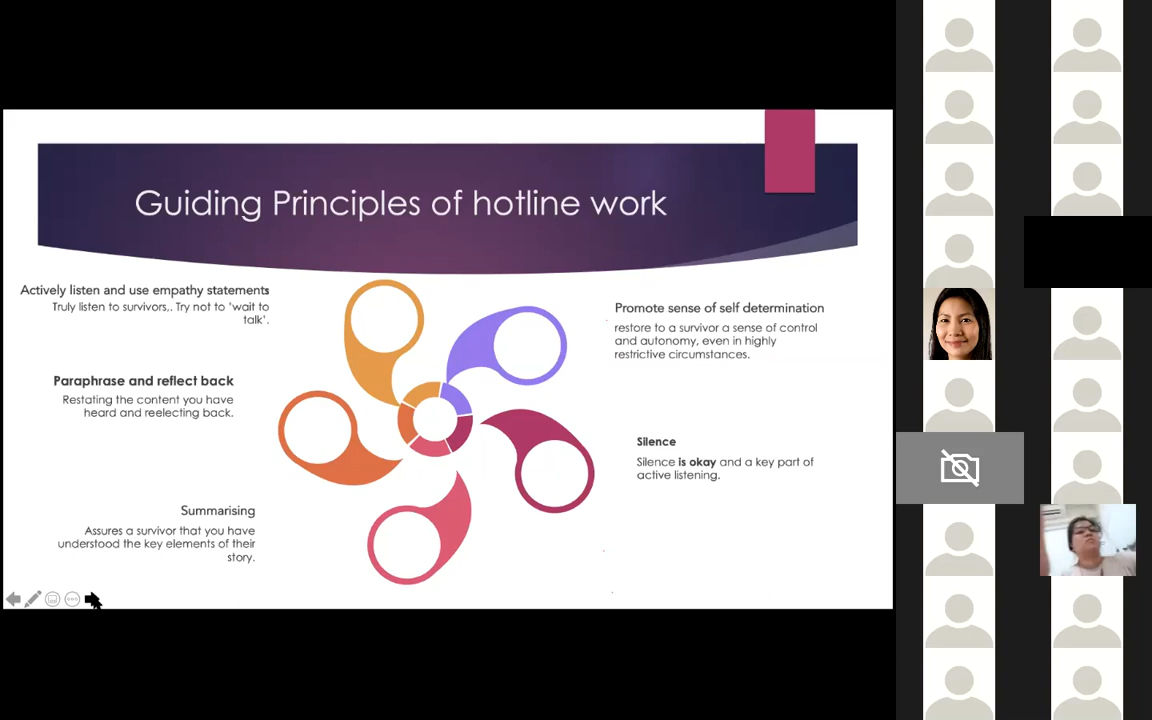 Guiding Principles of hotline work
Actively listen and use empathy statements
Truly listen to survivors,. Try not to ‘wait to
talk’.
Paraphrase and reflect back
Restating the content you have
heard and reelecting back.
Summarising
Assures a survivor that you have
understood the key elements of their
story.
Promote sense of self determination
restore to a survivor a sense of control
and autonomy, even in highly
restrictive circumstances.
Silence
Silence is okay and a key part of
active listening.